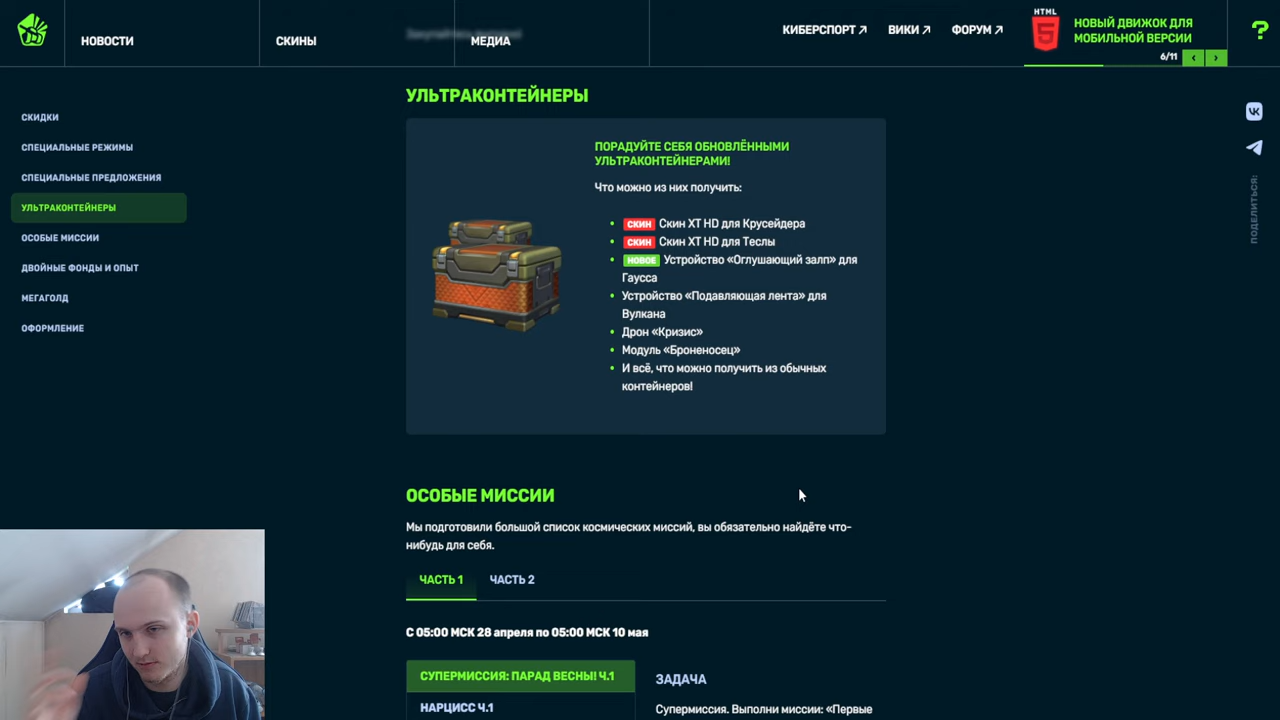 НОВОСТИ
СКИНЫ
МЕДИА
КИБЕРСПОРТ
ВИКИ
ФОРУМ
HTML
5
НОВЫЙ ДВИЖОК ДЛЯ
МОБИЛЬНОЙ ВЕРСИИ
6/11
?
СКИДКИ
СПЕЦИАЛЬНЫЕ РЕЖИМЫ
СПЕЦИАЛЬНЫЕ ПРЕДЛОЖЕНИЯ
УЛЬТРАКОНТЕЙНЕРЫ
ОСОБЫЕ МИССИИ
ДВОЙНЫЕ ФОНДЫ И ОПЫТ
МЕГАГОЛД
ОФОРМЛЕНИЕ
УЛЬТРАКОНТЕЙНЕРЫ
ПОРАДУЙТЕ СЕБЯ ОБНОВЛЁННЫМИ
УЛЬТРАКОНТЕЙНЕРАМИ!
Что можно из них получить:
СКИН Скин XT HD для Крусейдера
СКИН Скин XT HD для Теслы
НОВОЕ Устройство «Оглушающий залп» для
Гаусса
Устройство «Подавляющая лента» для
Вулкана
Дрон «Кризис»
Модуль «Броненосец»
И всё, что можно получить из обычных
контейнеров!
ПОДЕЛИТЬСЯ:
ОСОБЫЕ МИССИИ
Мы подготовили большой список космических миссий, вы обязательно найдёте что-
нибудь для себя.
ЧАСТЬ 1
ЧАСТЬ 2
С 05:00 МСК 28 апреля по 05:00 МСК 10 мая
СУПЕРМИССИЯ: ПАРАД ВЕСНЫ! Ч.1
НАРЦИСС Ч.1
ЗАДАЧА
Супермиссия. Выполни миссии: «Первые